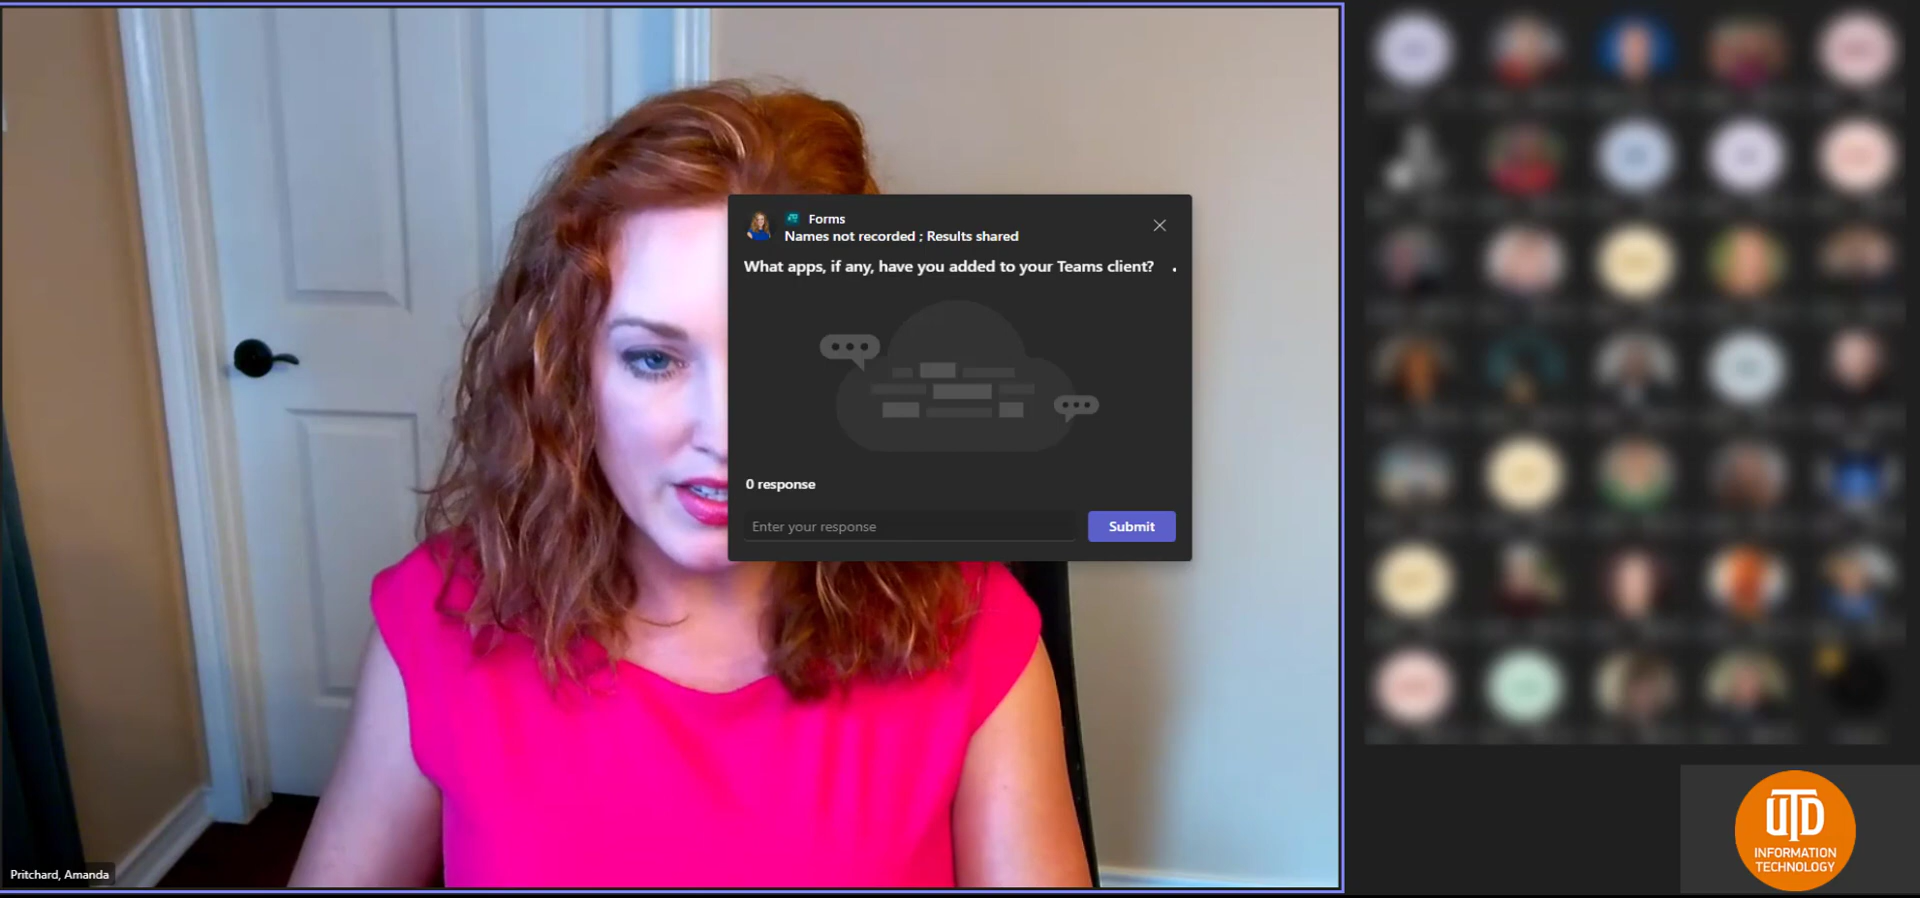 Forms
Names not recorded ; Results shared
What apps, if any, have you added to your Teams client?
0 response
Enter your response
Submit
Pritchard, Amanda
UTD
INFORMATION
TECHNOLOGY